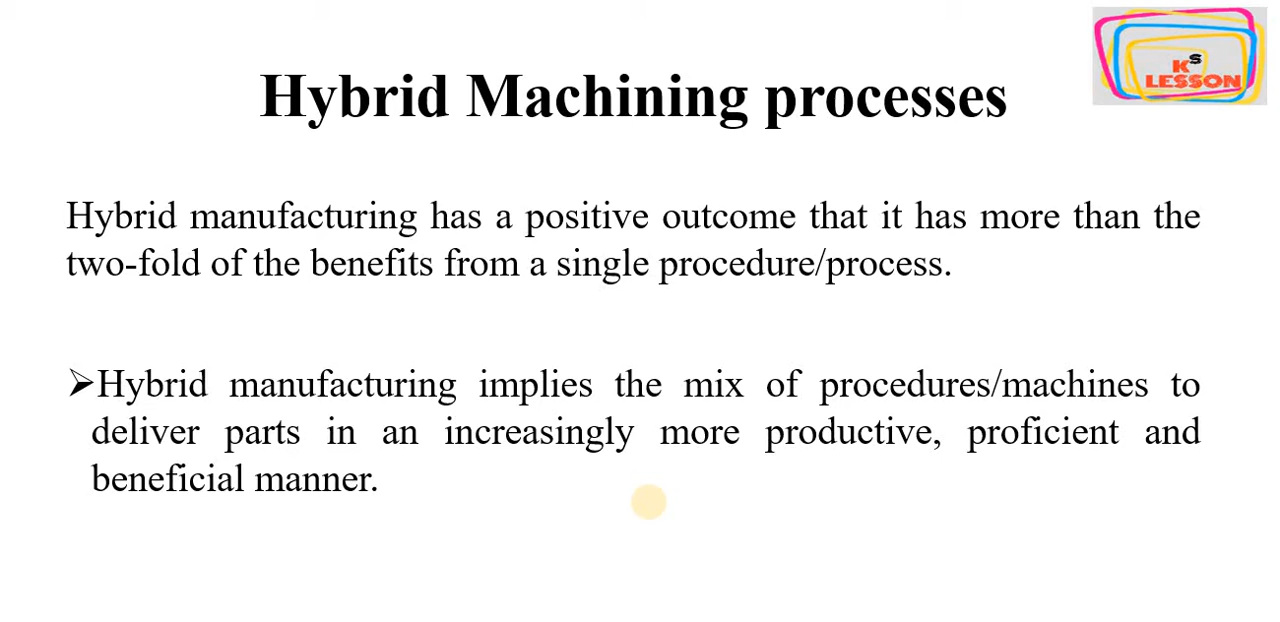 Hybrid Machining processes
Ks
LESSON
Hybrid manufacturing has a positive outcome that it has more than the
two-fold of the benefits from a single procedure/process.
➢Hybrid manufacturing implies the mix of procedures/machines to
deliver parts in an increasingly more productive, proficient and
beneficial manner.